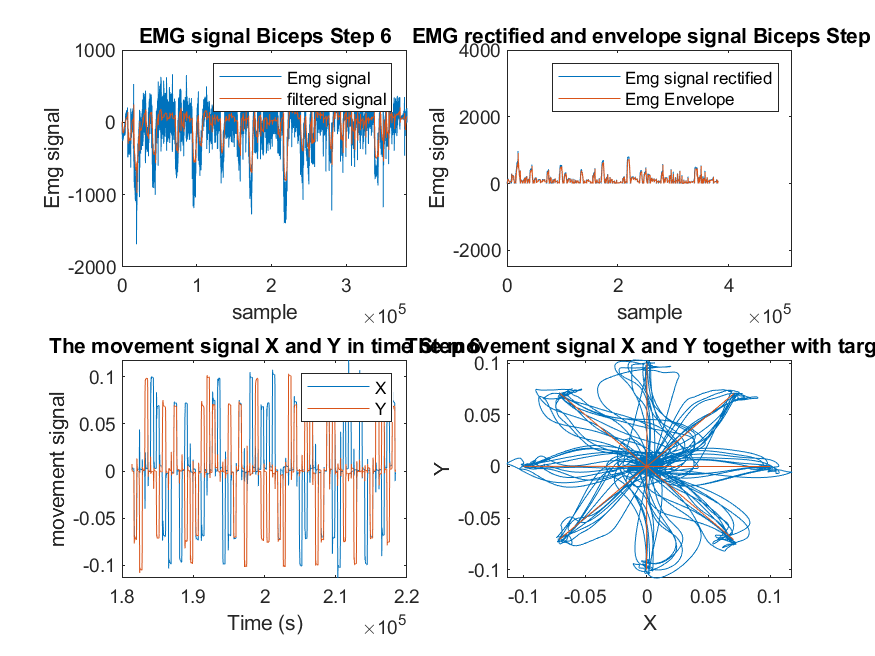 EMG signal Biceps Step 6
1000
0
-1000
-2000
Emg signal
Emg signal
filtered signal
0 1 2 3
×10⁵
sample
EMG rectified and envelope signal Biceps Step
4000
2000
0
-2000
Emg signal
Emg signal rectified
Emg Envelope
0 2 4
×10⁵
sample
The movement signal X and Y in time Step 6
0.1
0.05
0
-0.05
-0.1
movement signal
X
Y
1.8 1.9 2 2.1 2.2
×10⁵
Time (s)
The movement signal X and Y together with targ
0.1
0.05
0
-0.05
-0.1
Y
-0.1 -0.05 0 0.05 0.1
X